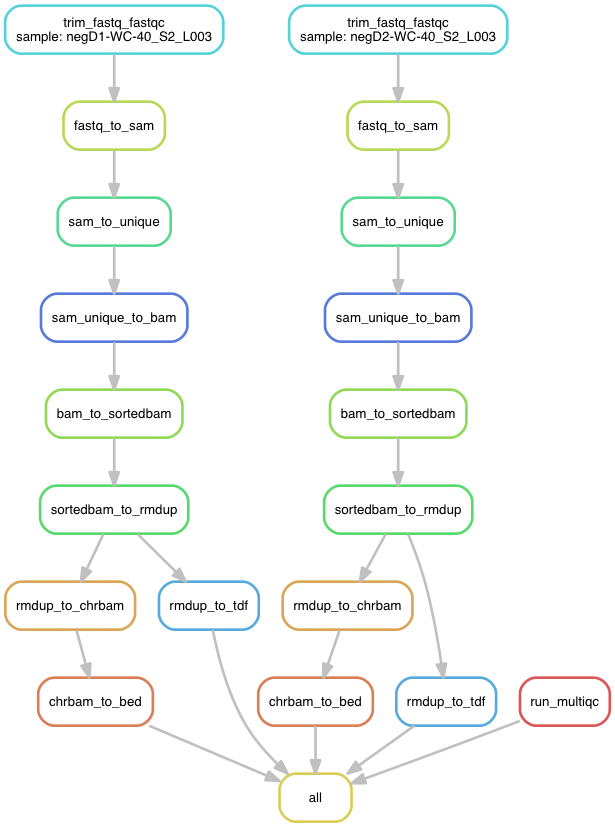 trim_fastq_fastqc
sample: negD1-WC-40_S2_L003
trim_fastq_fastqc
sample: negD2-WC-40_S2_L003
fastq_to_sam
fastq_to_sam
sam_to_unique
sam_to_unique
sam_unique_to_bam
sam_unique_to_bam
bam_to_sortedbam
bam_to_sortedbam
sortedbam_to_rmdup
sortedbam_to_rmdup
rmdup_to_chrbam
rmdup_to_tdf
rmdup_to_chrbam
chrbam_to_bed
chrbam_to_bed
rmdup_to_tdf
run_multiqc
all